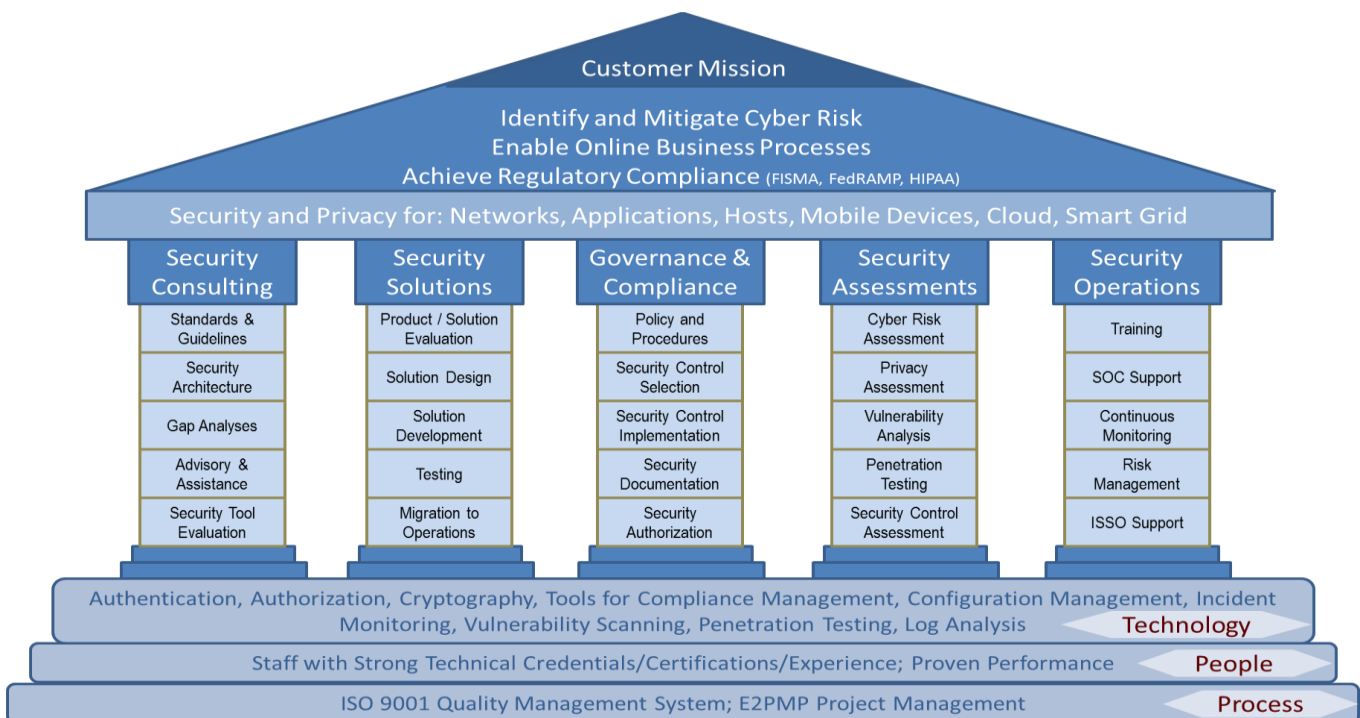 Customer Mission
Identify and Mitigate Cyber Risk
Enable Online Business Processes
Achieve Regulatory Compliance (FISMA, FedRAMP, HIPAA)
Security and Privacy for: Networks, Applications, Hosts, Mobile Devices, Cloud, Smart Grid
Security
Consulting
Standards &
Guidelines
Security
Architecture
Gap Analyses
Advisory &
Assistance
Security Tool
Evaluation
Security
Solutions
Product / Solution
Evaluation
Solution Design
Solution
Development
Testing
Migration to
Operations
Governance &
Compliance
Policy and
Procedures
Security Control
Selection
Security Control
Implementation
Security
Documentation
Security
Authorization
Security
Assessments
Cyber Risk
Assessment
Privacy
Assessment
Vulnerability
Analysis
Penetration
Testing
Security Control
Assessment
Security
Operations
Training
SOC Support
Continuous
Monitoring
Risk
Management
ISSO Support
Authentication, Authorization, Cryptography, Tools for Compliance Management, Configuration Management, Incident
Monitoring, Vulnerability Scanning, Penetration Testing, Log Analysis
Technology
Staff with Strong Technical Credentials/Certifications/Experience; Proven Performance
People
ISO 9001 Quality Management System; E2PMP Project Management
Process